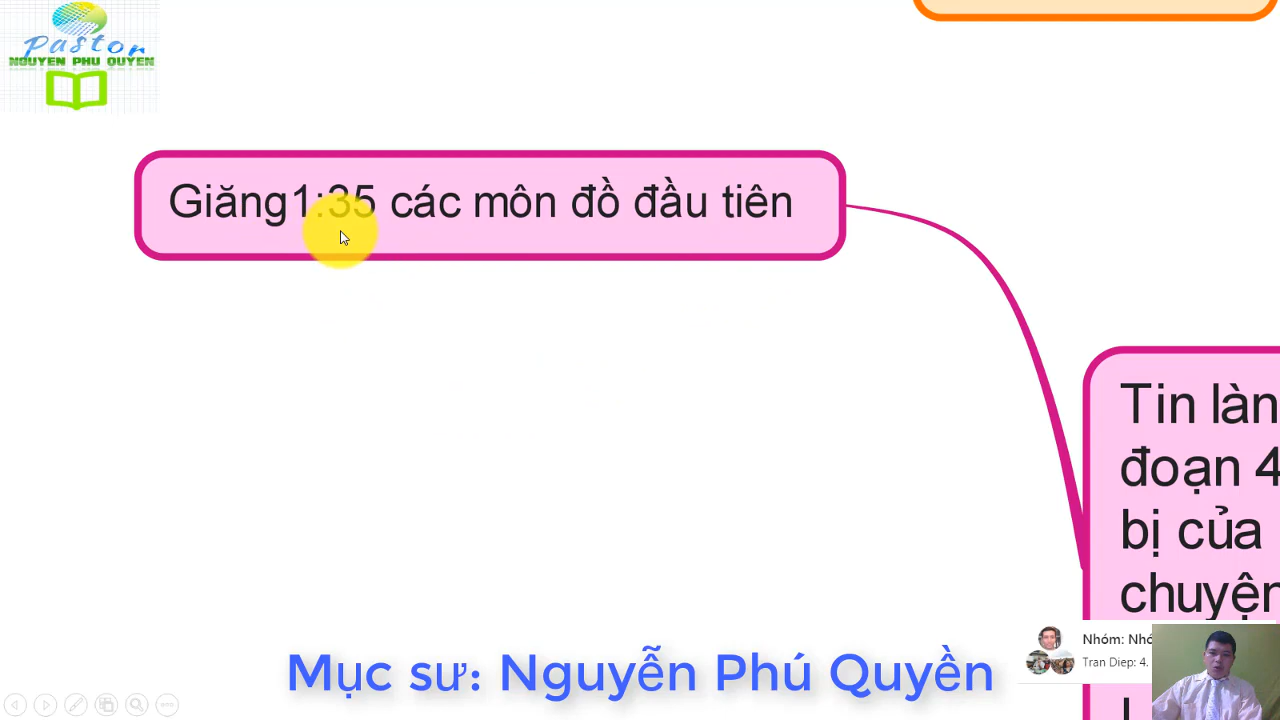 Pastor
NGUYEN PHU QUYEN
Giăng1:35 các môn đồ đầu tiên
Tin làn
đoạn 4
bị của
chuyện
Nhóm: Nhó
Tran Diep: 4.
Mục sư: Nguyễn Phú Quyền